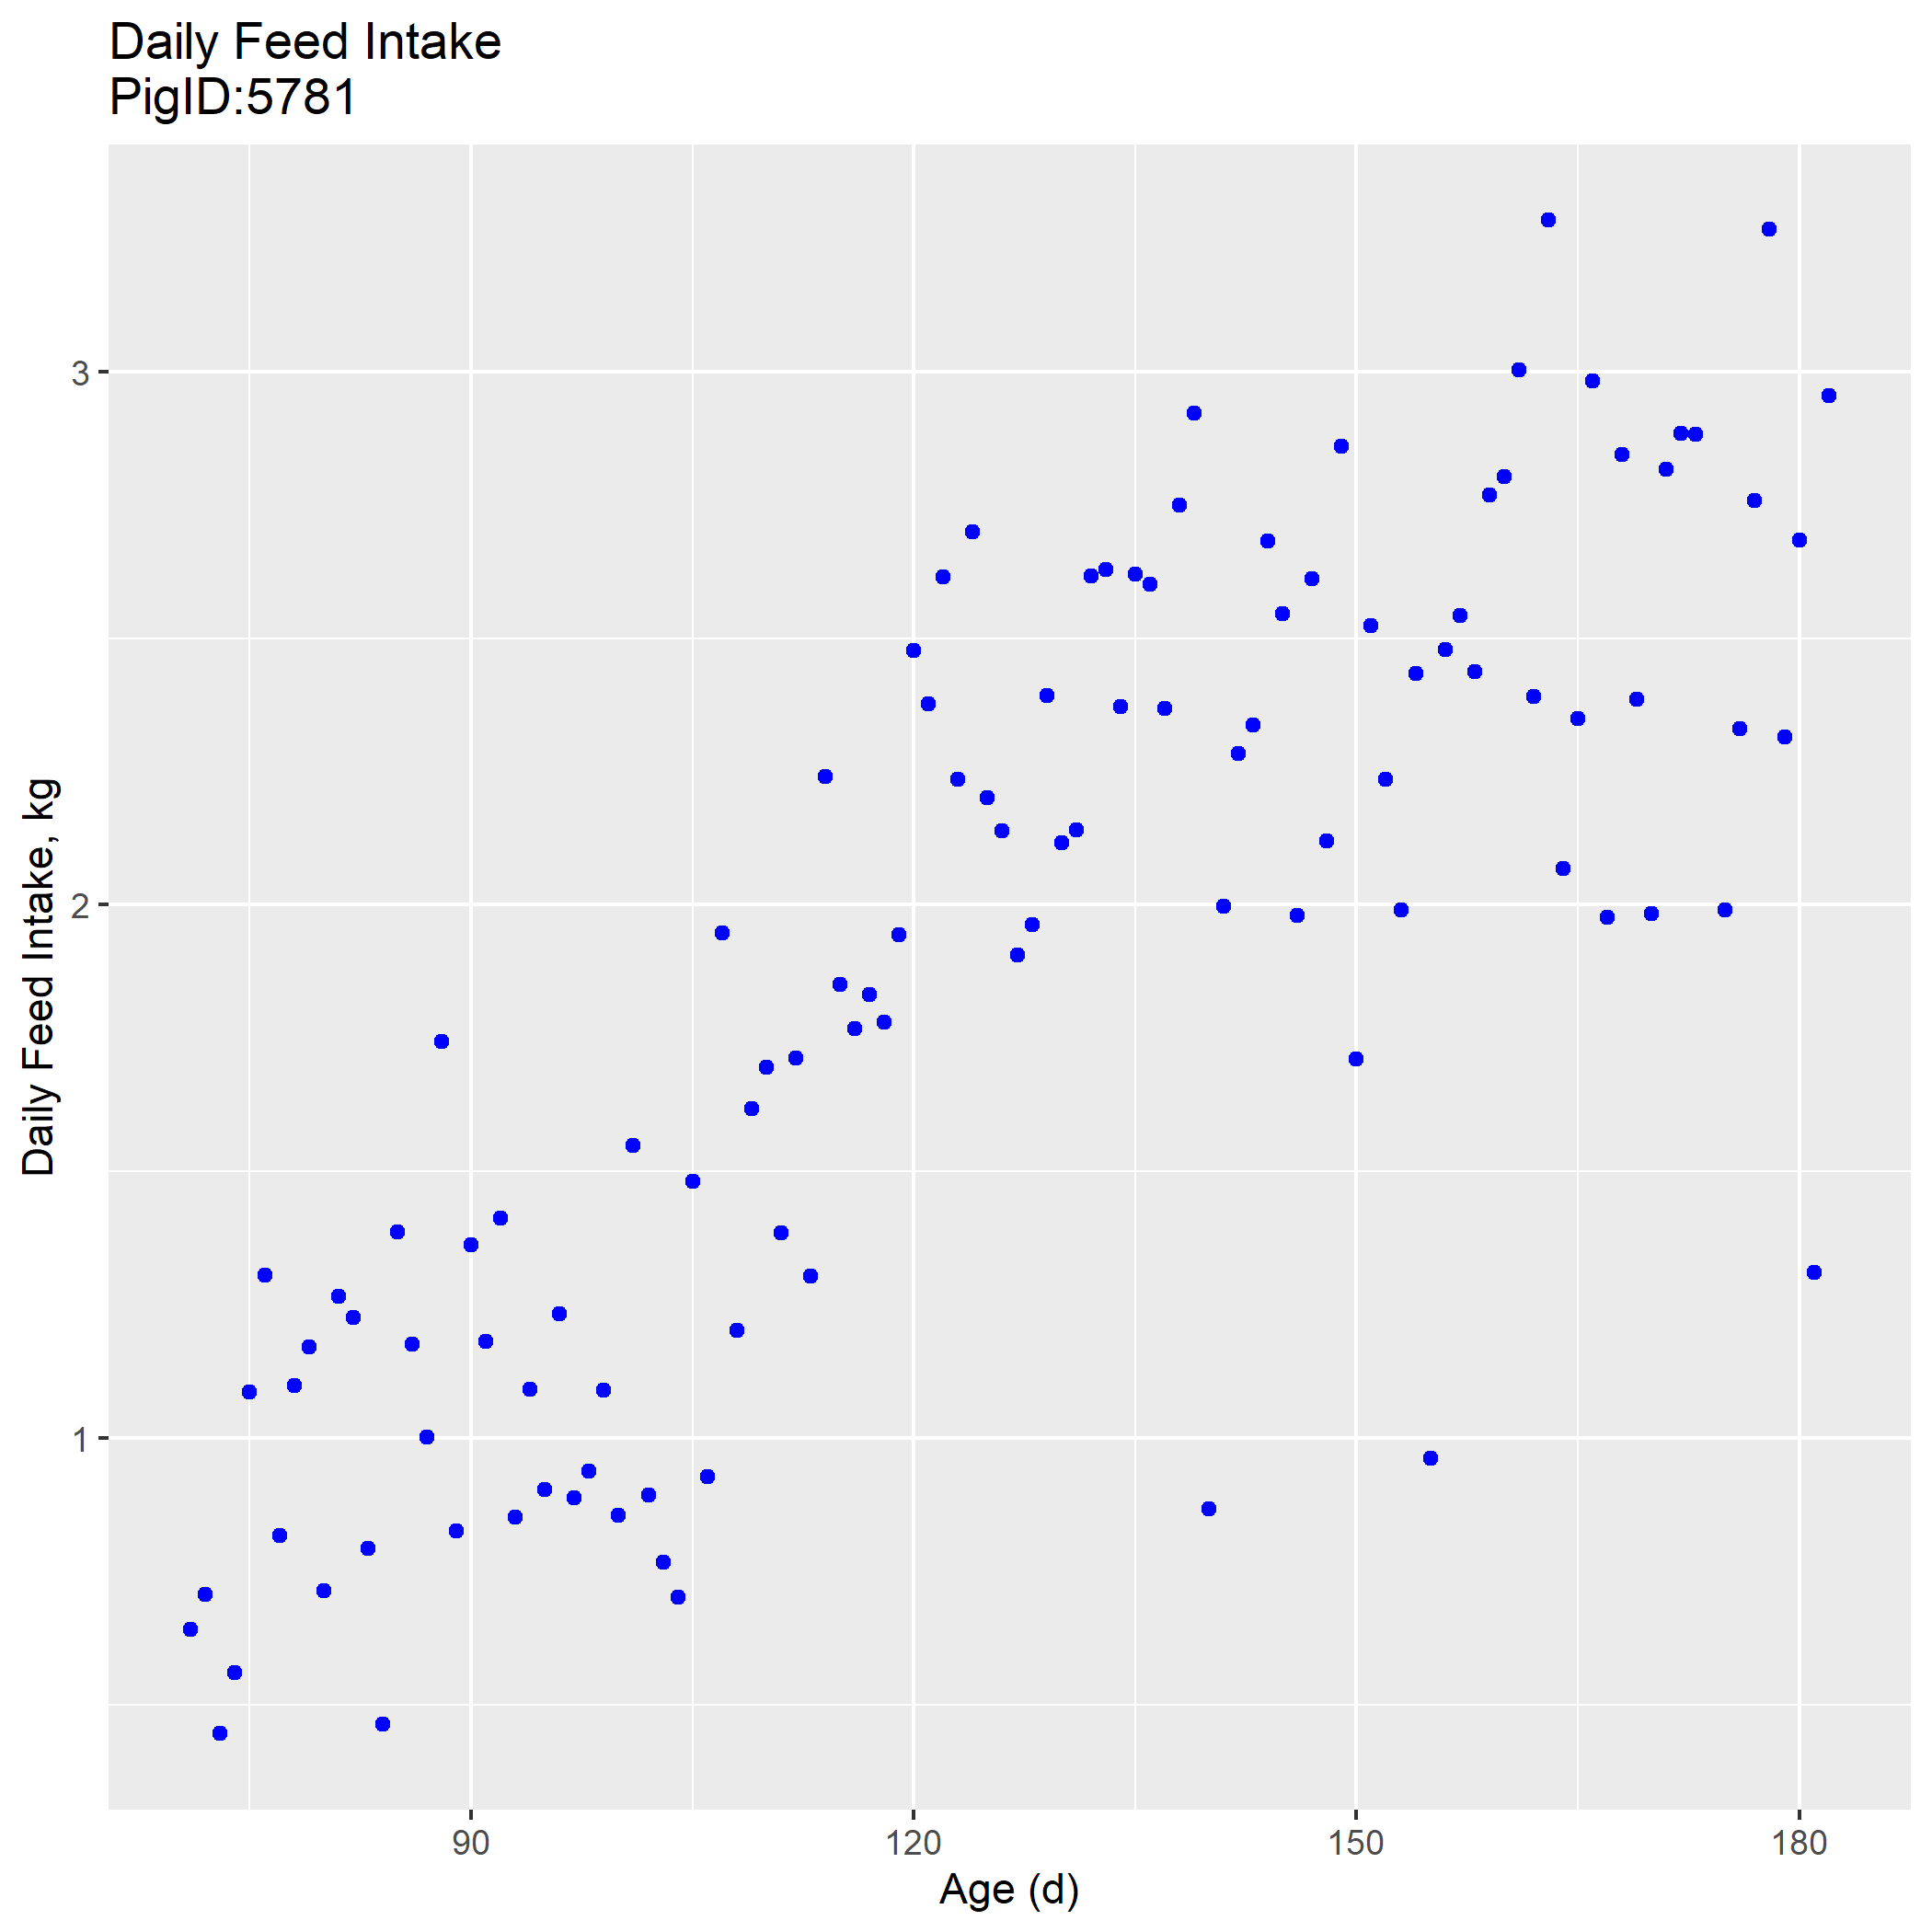 Daily Feed Intake
PigID:5781
Daily Feed Intake, kg
3
2
1
90 120 150 180
Age (d)